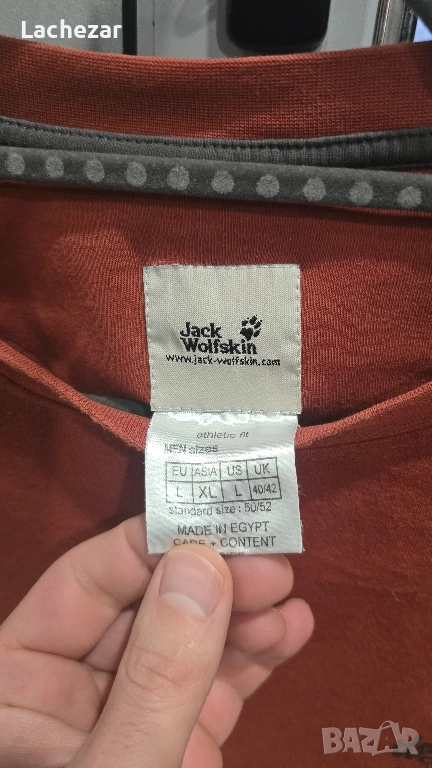 Lachezar
Jack
Wolfskin
www.jack-wolfskin.com
athletic fit
MEN sizes
EU ASIA US UK
L XL L 40/42
standard size : 50/52
MADE IN EGYPT
CARE + CONTENT
BAZAR